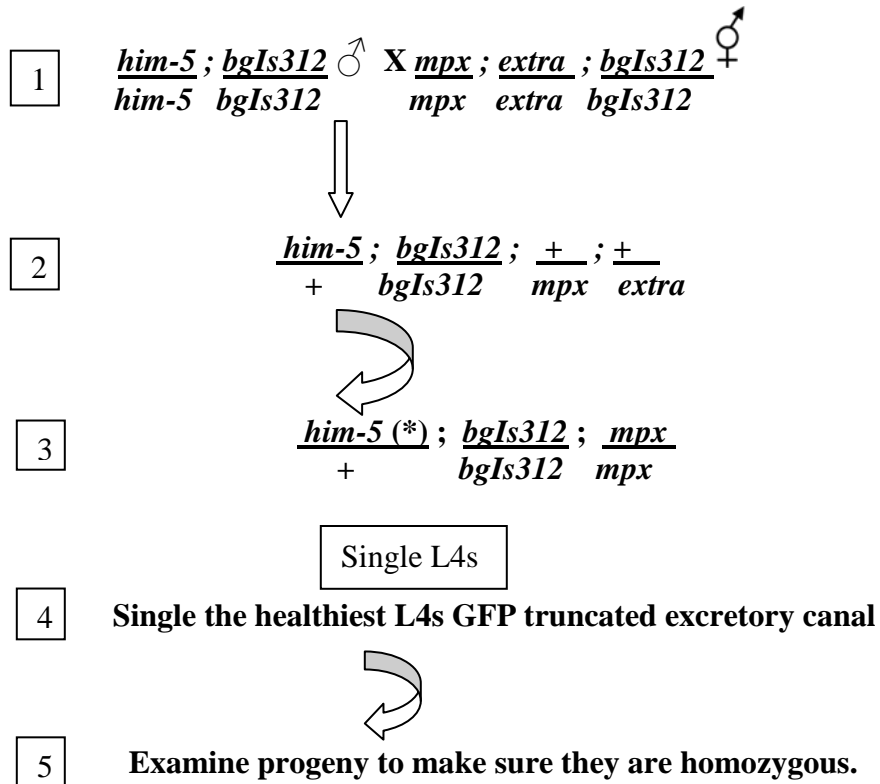 1
him-5 ; bgIs312 ♂ X mpx ; extra ; bgIs312 ⚥
him-5 bgIs312 mpx extra bgIs312
2
him-5 ; bgIs312 ; + ; +
+ bgIs312 mpx extra
3
him-5 (*) ; bgIs312 ; mpx
+ bgIs312 mpx
Single L4s
4 Single the healthiest L4s GFP truncated excretory canal
5 Examine progeny to make sure they are homozygous.